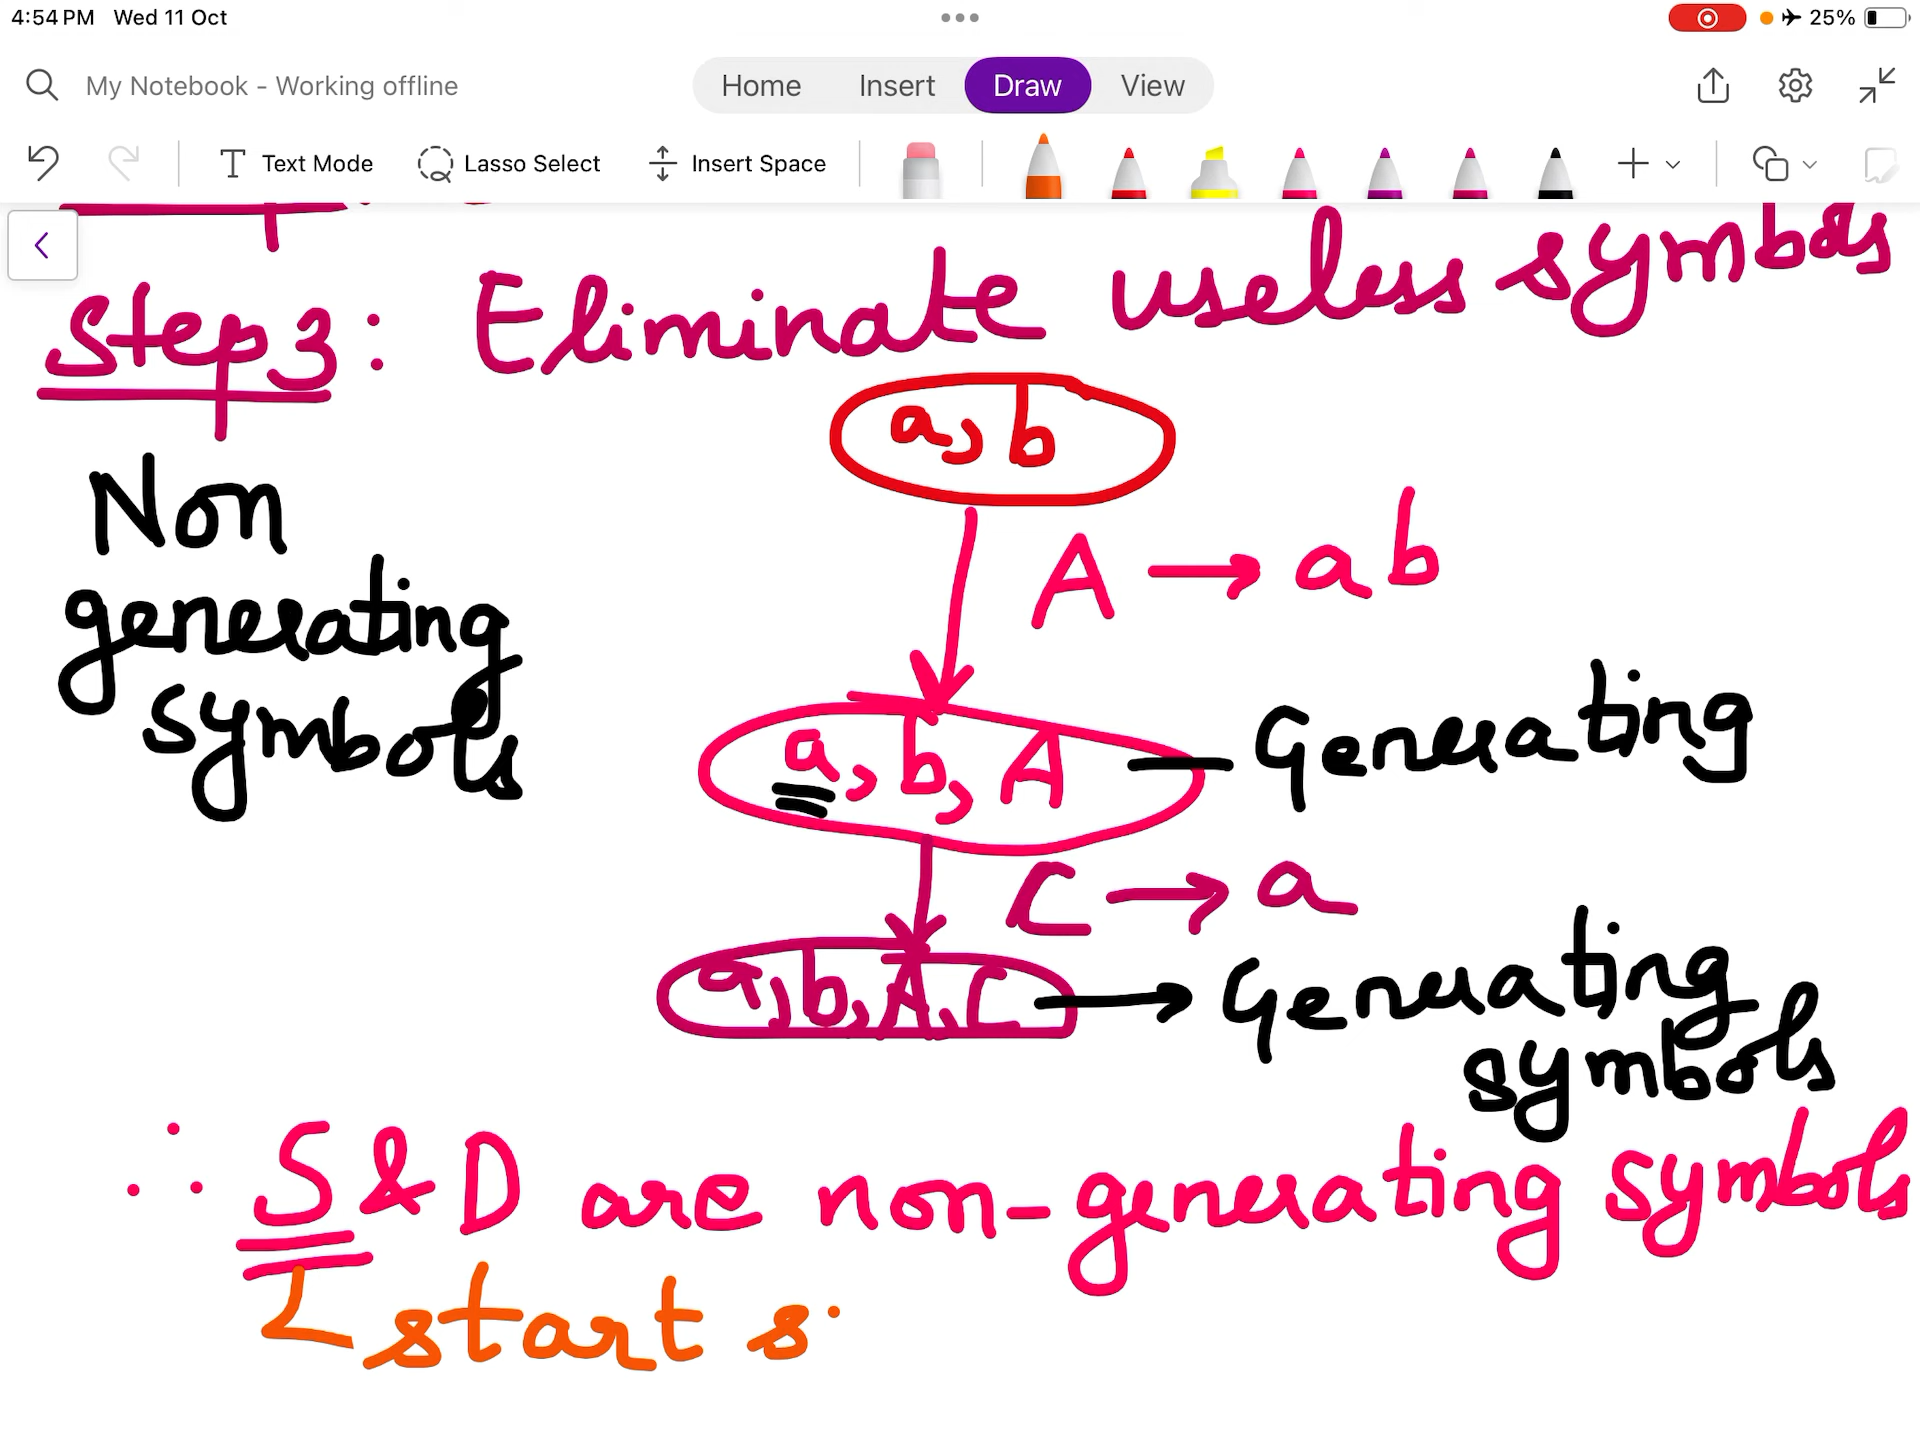 4:54 PM Wed 11 Oct
25%
My Notebook - Working offline
Home Insert Draw View
Text Mode Lasso Select Insert Space
Step 3: Eliminate useless symbols
a, b
Non
generating
symbols
A → ab
a, b, A — Generating
C → a
a, b, A, C → Generating
symbols
∴ S & D are non-generating symbols
start s